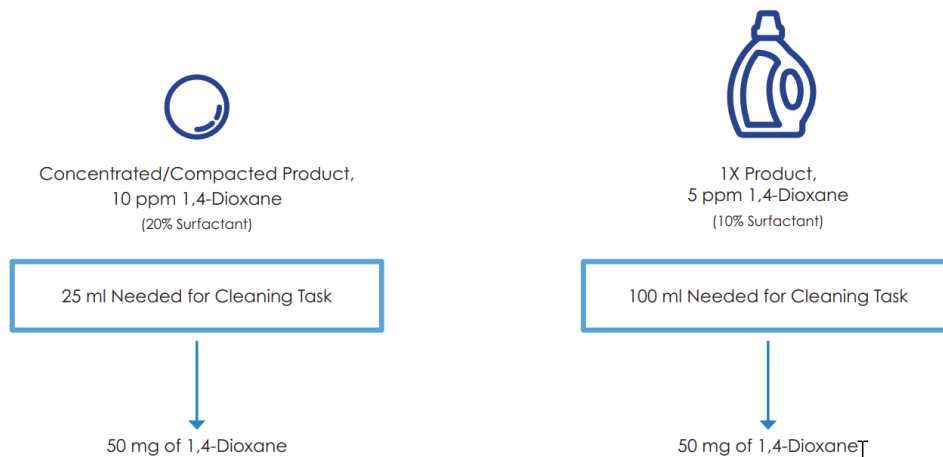 Concentrated/Compacted Product,
10 ppm 1,4-Dioxane
(20% Surfactant)
25 ml Needed for Cleaning Task
50 mg of 1,4-Dioxane
1X Product,
5 ppm 1,4-Dioxane
(10% Surfactant)
100 ml Needed for Cleaning Task
50 mg of 1,4-Dioxane